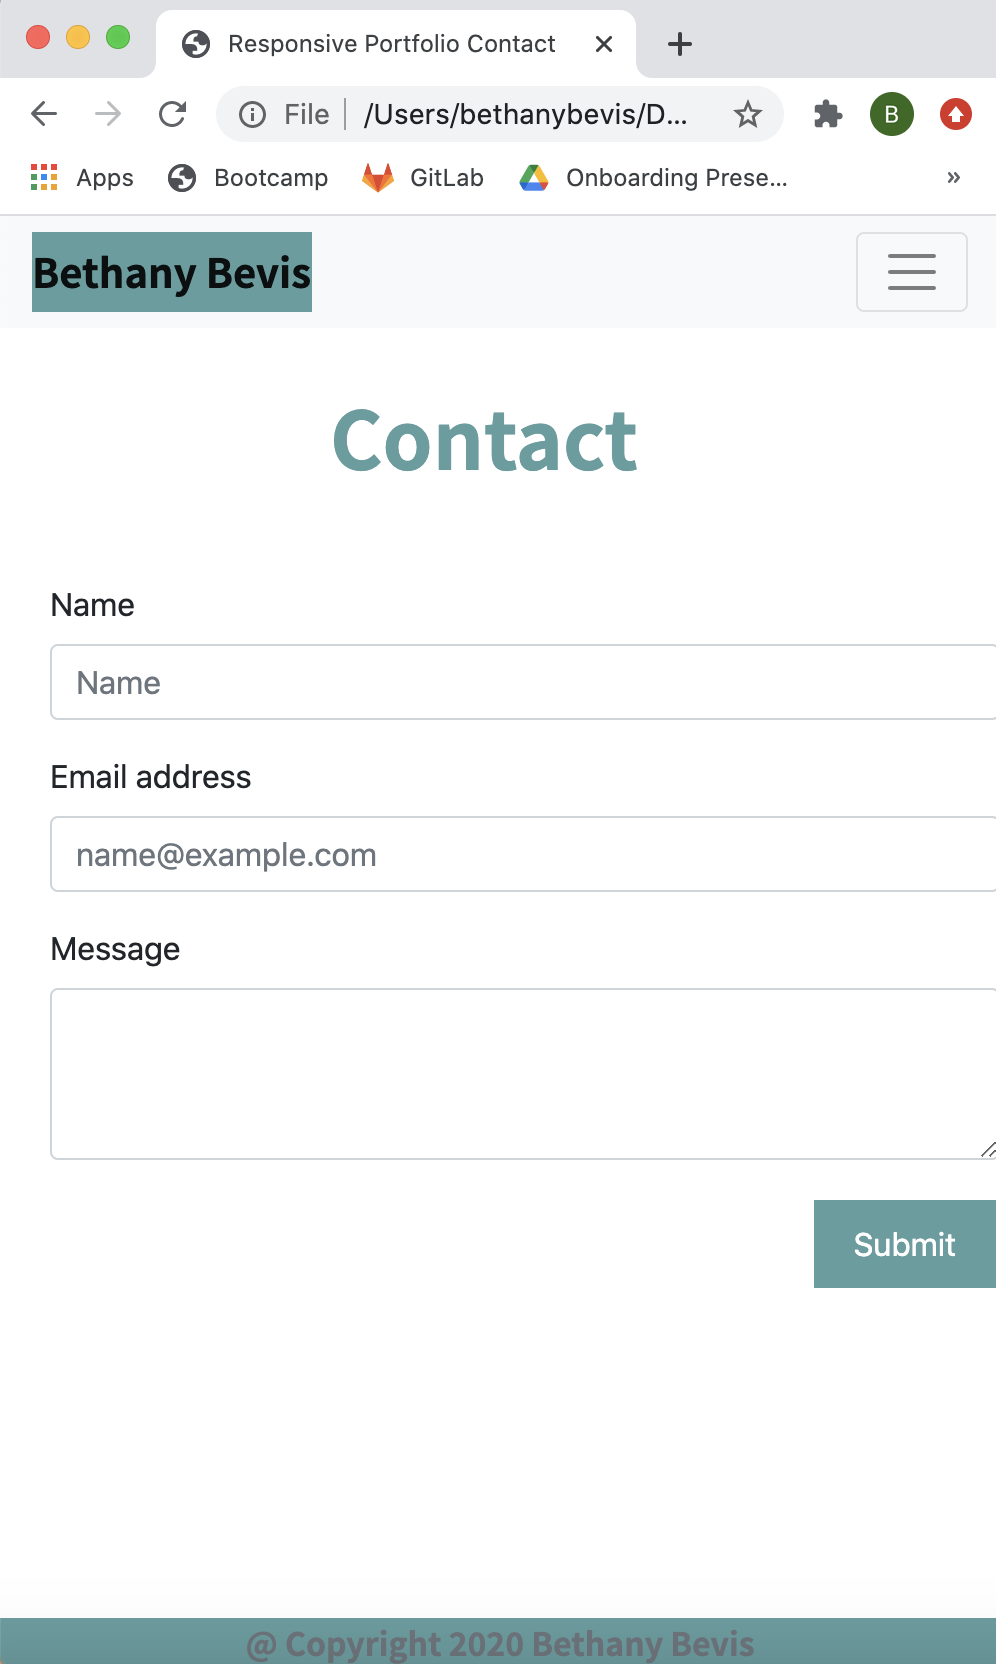 Responsive Portfolio Contact
File /Users/bethanybevis/D...
B
Apps Bootcamp GitLab Onboarding Prese... »
Bethany Bevis
Contact
Name
Name
Email address
name@example.com
Message
Submit
@ Copyright 2020 Bethany Bevis